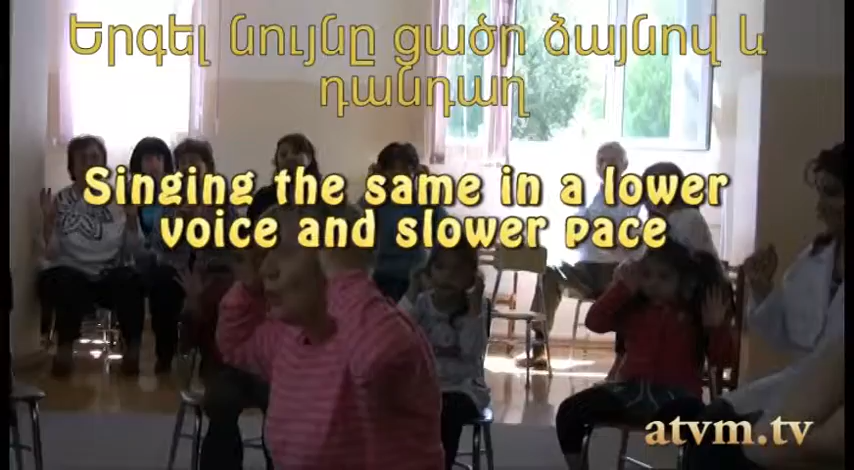 Երգել նույնը ցածր ձայնով և
դանդաղ
Singing the same in a lower
voice and slower pace
atvm.tv